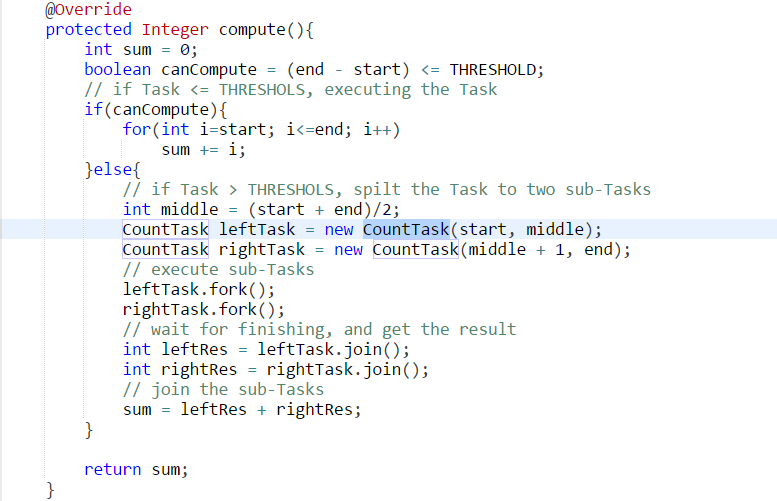 @Override
protected Integer compute(){
int sum = 0;
boolean canCompute = (end - start) <= THRESHOLD;
// if Task <= THRESHOLS, executing the Task
if(canCompute){
for(int i=start; i<=end; i++)
sum += i;
}else{
// if Task > THRESHOLS, spilt the Task to two sub-Tasks
int middle = (start + end)/2;
CountTask leftTask = new CountTask(start, middle);
CountTask rightTask = new CountTask(middle + 1, end);
// execute sub-Tasks
leftTask.fork();
rightTask.fork();
// wait for finishing, and get the result
int leftRes = leftTask.join();
int rightRes = rightTask.join();
// join the sub-Tasks
sum = leftRes + rightRes;
}
return sum;
}